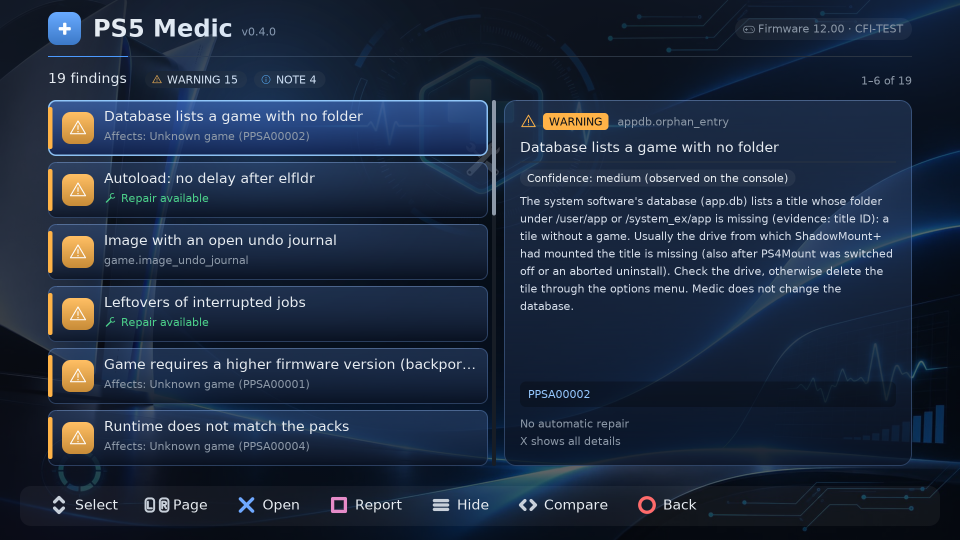 PS5 Medic v0.4.0
Firmware 12.00 · CFI-TEST
19 findings
WARNING 15
NOTE 4
1–6 of 19
Database lists a game with no folder
Affects: Unknown game (PPSA00002)
Autoload: no delay after elfldr
Repair available
Image with an open undo journal
game.image_undo_journal
Leftovers of interrupted jobs
Repair available
Game requires a higher firmware version (backpor…
Affects: Unknown game (PPSA00001)
Runtime does not match the packs
Affects: Unknown game (PPSA00004)
WARNING appdb.orphan_entry
Database lists a game with no folder
Confidence: medium (observed on the console)
The system software's database (app.db) lists a title whose folder
under /user/app or /system_ex/app is missing (evidence: title ID): a
tile without a game. Usually the drive from which ShadowMount+
had mounted the title is missing (also after PS4Mount was switched
off or an aborted uninstall). Check the drive, otherwise delete the
tile through the options menu. Medic does not change the
database.
PPSA00002
No automatic repair
X shows all details
Select
L R Page
Open
Report
Hide
Compare
Back